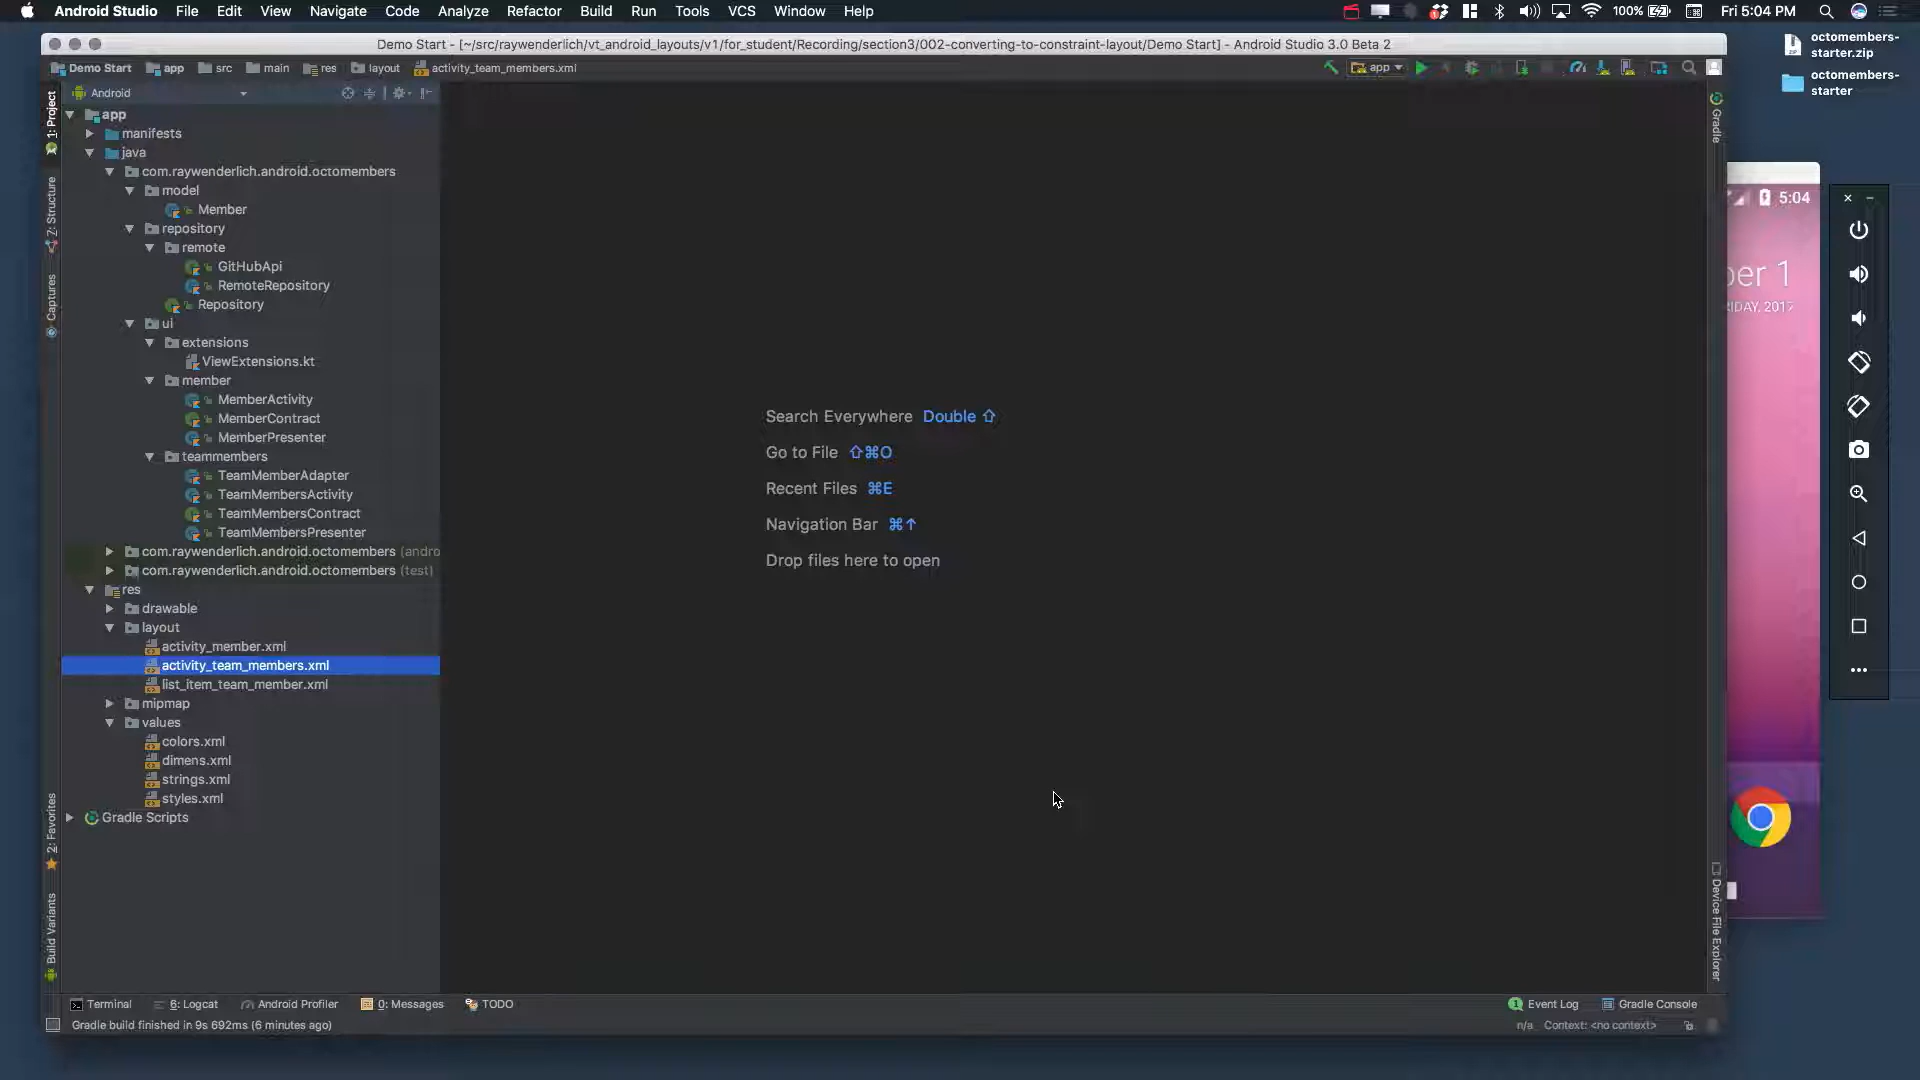 Android Studio File Edit View Navigate Code Analyze Refactor Build Run Tools VCS Window Help 100% Fri 5:04 PM
Demo Start - [~/src/raywenderlich/vt_android_layouts/v1/for_student/Recording/section3/002-converting-to-constraint-layout/Demo Start] - Android Studio 3.0 Beta 2
octomembers-
starter.zip
octomembers-
starter
Demo Start app src main res layout activity_team_members.xml app
Android
1: Project
Z: Structure
Captures
2: Favorites
Build Variants
app
manifests
java
com.raywenderlich.android.octomembers
model
Member
repository
remote
GitHubApi
RemoteRepository
Repository
ui
extensions
ViewExtensions.kt
member
MemberActivity
MemberContract
MemberPresenter
teammembers
TeamMemberAdapter
TeamMembersActivity
TeamMembersContract
TeamMembersPresenter
com.raywenderlich.android.octomembers (andro
com.raywenderlich.android.octomembers (test)
res
drawable
layout
activity_member.xml
activity_team_members.xml
list_item_team_member.xml
mipmap
values
colors.xml
dimens.xml
strings.xml
styles.xml
Gradle Scripts
Search Everywhere Double ⇧
Go to File ⇧⌘O
Recent Files ⌘E
Navigation Bar ⌘↑
Drop files here to open
Gradle
Device File Explorer
5:04
ber 1
RIDAY, 2017
Terminal 6: Logcat Android Profiler 0: Messages TODO 1 Event Log Gradle Console
Gradle build finished in 9s 692ms (6 minutes ago) n/a Context: <no context>